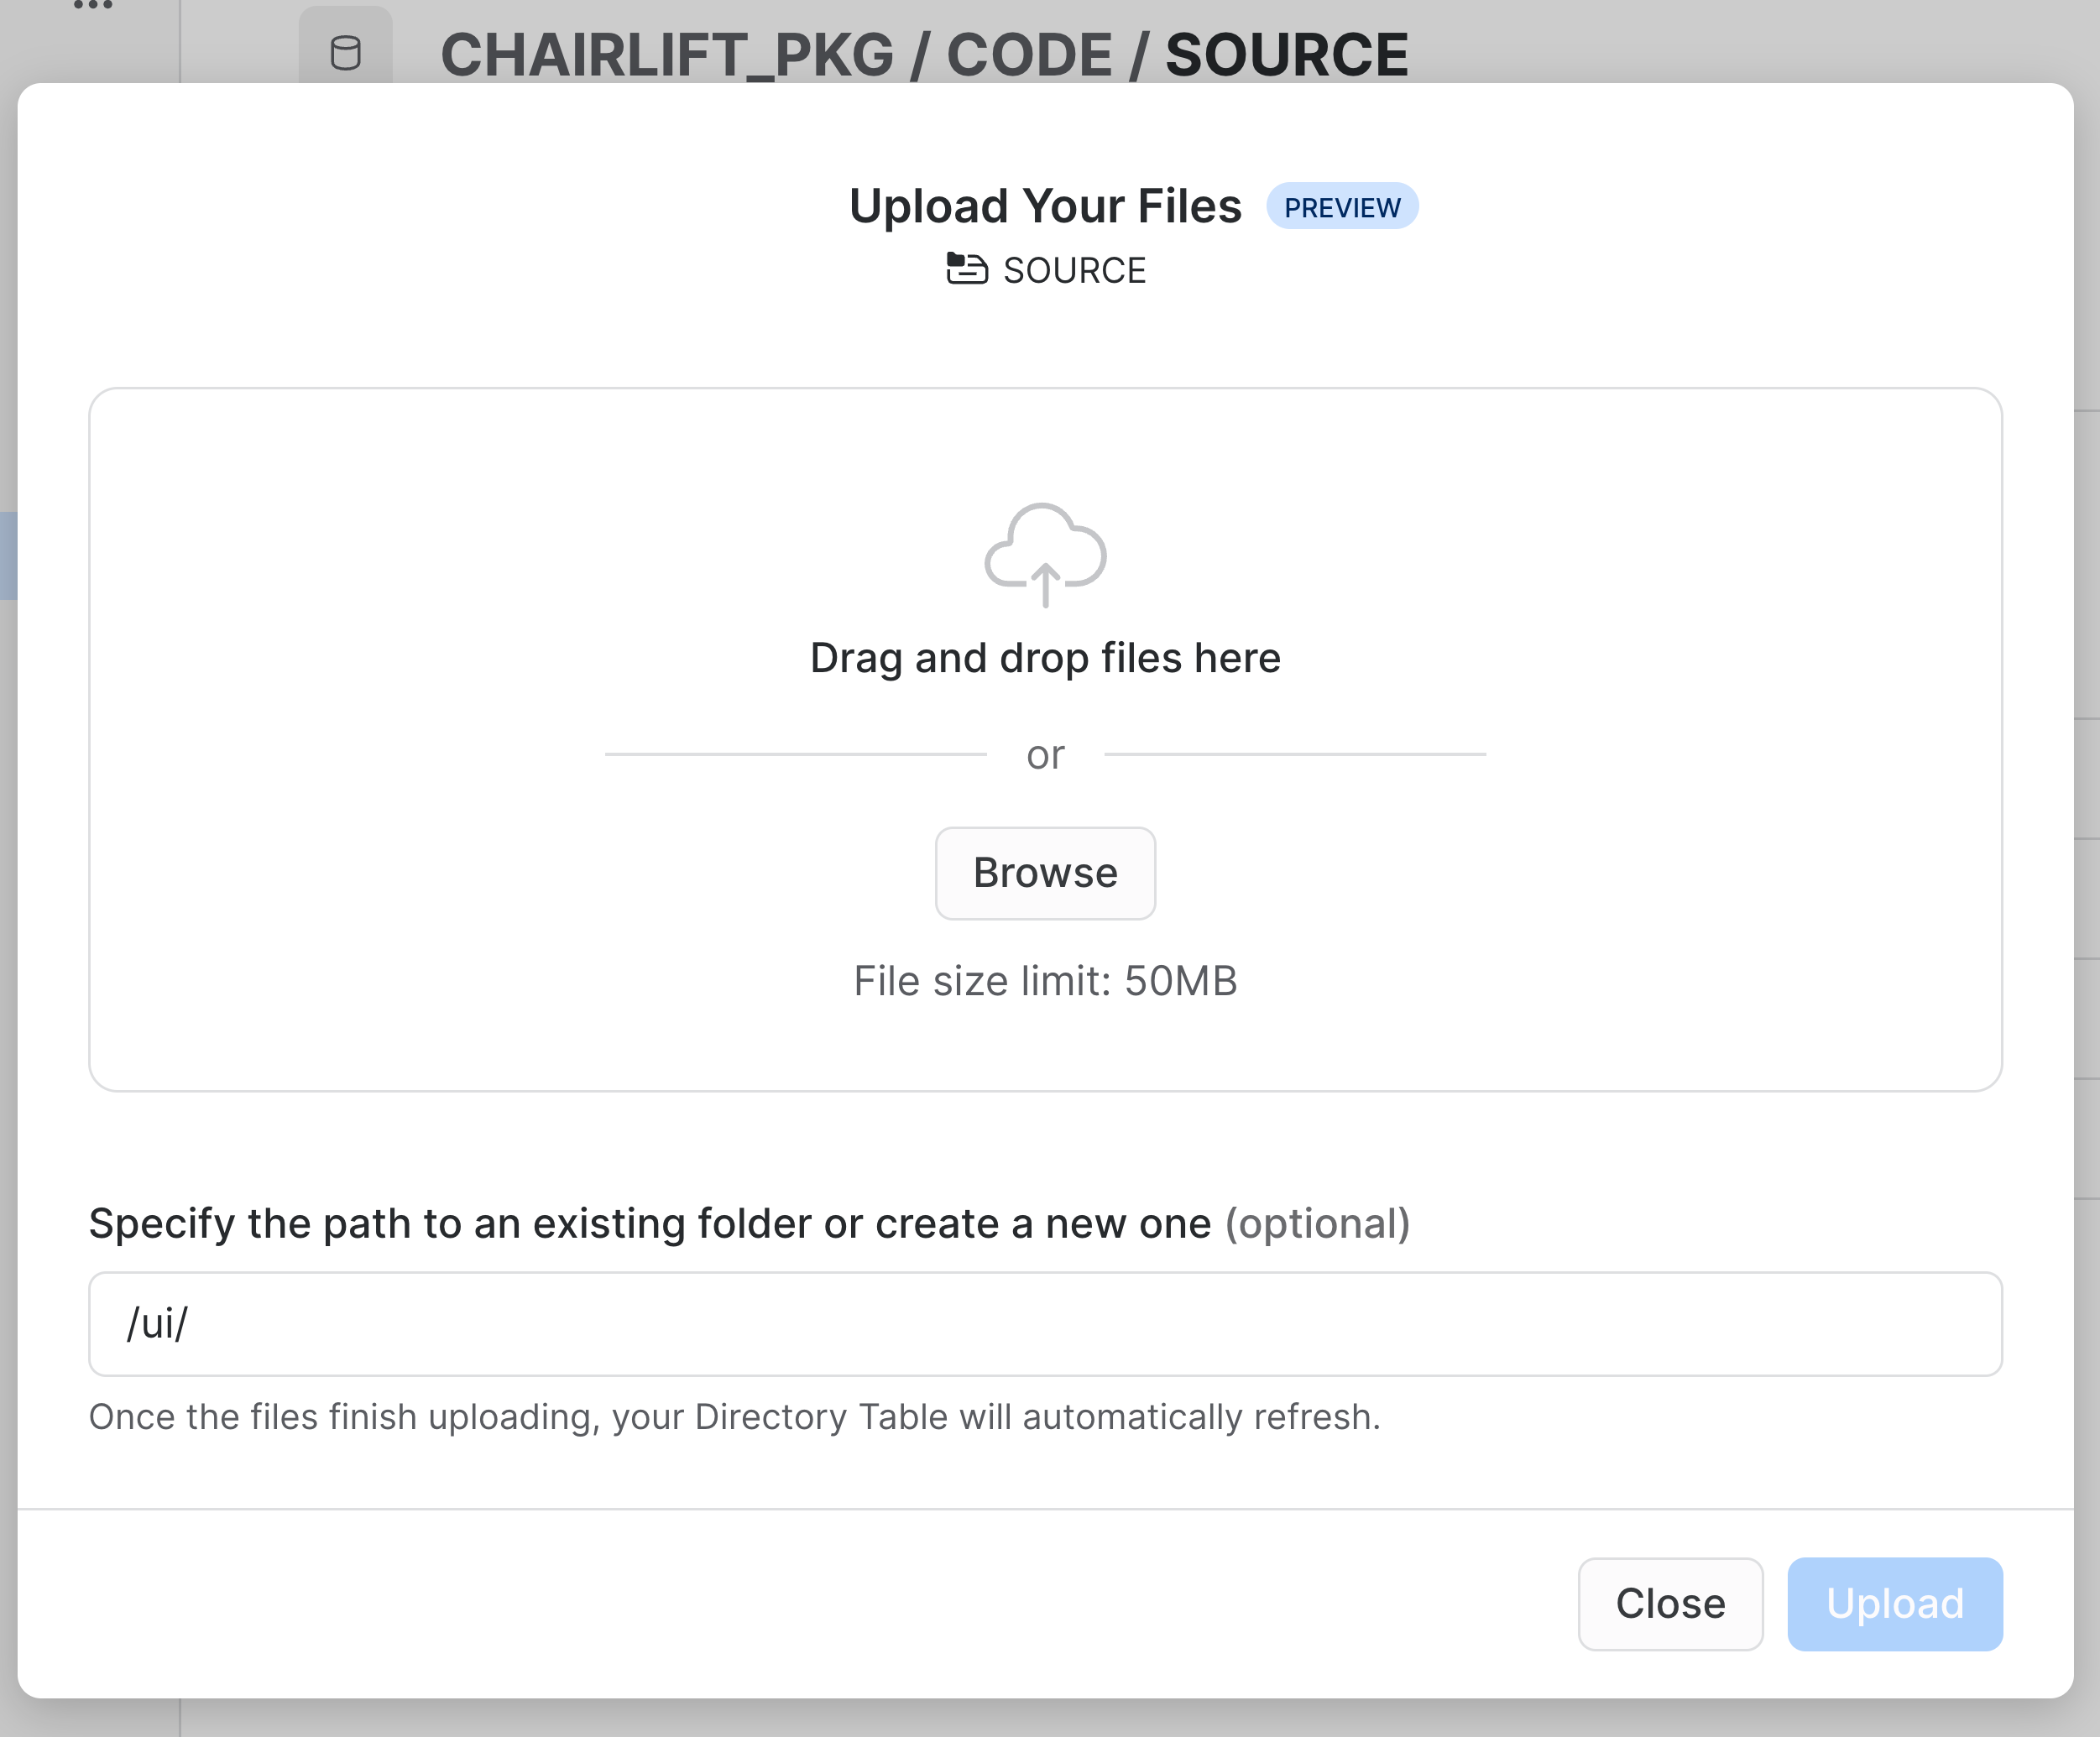 CHAIRLIFT_PKG / CODE / SOURCE
Upload Your Files PREVIEW
SOURCE
Drag and drop files here
or
Browse
File size limit: 50MB
Specify the path to an existing folder or create a new one (optional)
/ui/
Once the files finish uploading, your Directory Table will automatically refresh.
Close Upload